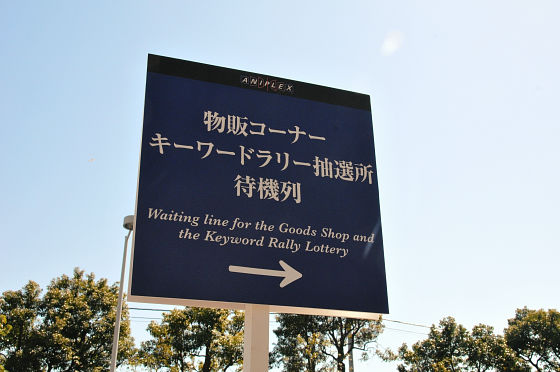 ANIPLEX
物販コーナー
キーワードラリー抽選所
待機列
Waiting line for the Goods Shop and
the Keyword Rally Lottery